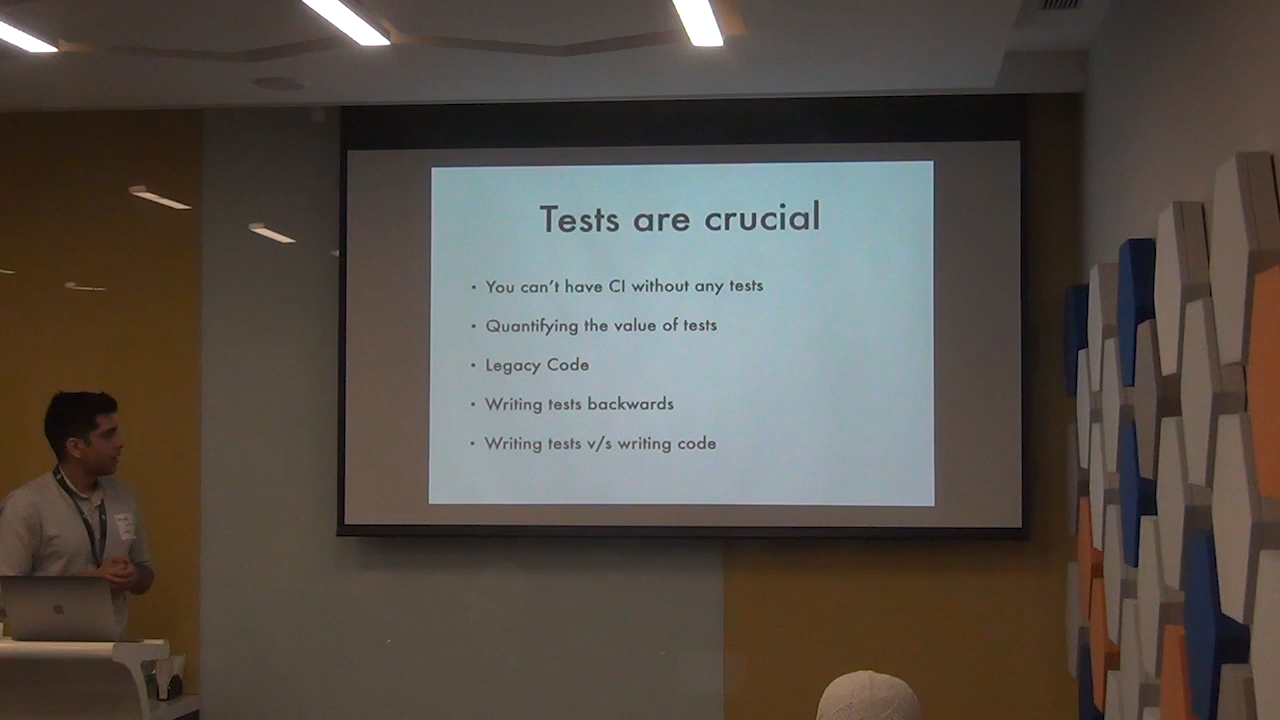 Tests are crucial
• You can't have CI without any tests
• Quantifying the value of tests
• Legacy Code
• Writing tests backwards
• Writing tests v/s writing code